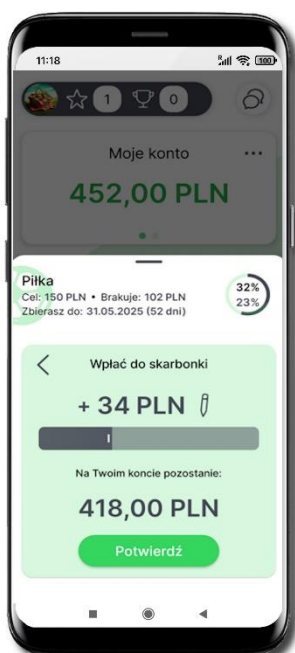 11:18
100
1
0
Moje konto
452,00 PLN
Piłka
Cel: 150 PLN • Brakuje: 102 PLN
Zbierasz do: 31.05.2025 (52 dni)
32%
23%
Wpłać do skarbonki
+ 34 PLN
Na Twoim koncie pozostanie:
418,00 PLN
Potwierdź